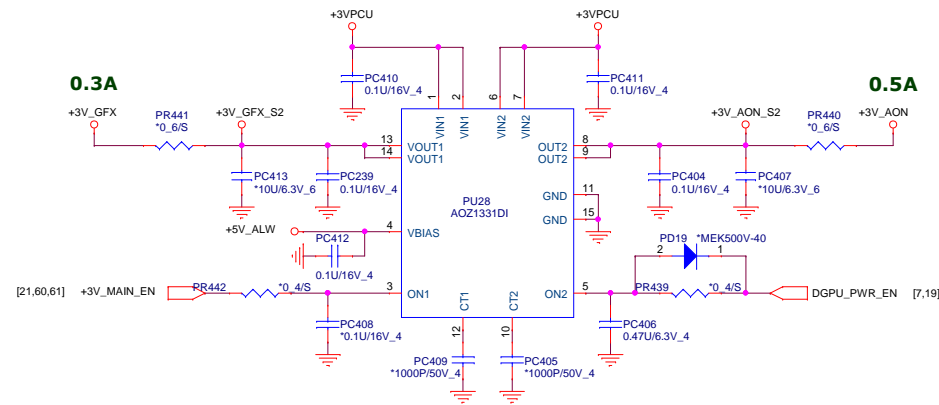 +3VPCU
+3VPCU
PC410
0.1U/16V_4
PC411
0.1U/16V_4
0.3A
0.5A
+3V_GFX
PR441
*0_6/S
+3V_GFX_S2
+3V_AON_S2
PR440
*0_6/S
+3V_AON
1
2
6
7
VIN1
VIN1
VIN2
VIN2
13
VOUT1
14
VOUT1
8
OUT2
9
OUT2
PC413
*10U/6.3V_6
PC239
0.1U/16V_4
PC404
0.1U/16V_4
PC407
*10U/6.3V_6
PU28
AOZ1331DI
11
GND
15
GND
+5V_ALW
4
VBIAS
PC412
0.1U/16V_4
PD19
*MEK500V-40
2
1
[21,60,61]
+3V_MAIN_EN
PR442
*0_4/S
3
ON1
5
ON2
PR439
*0_4/S
DGPU_PWR_EN
[7,19]
CT1
CT2
12
10
PC408
*0.1U/16V_4
PC406
0.47U/6.3V_4
PC409
*1000P/50V_4
PC405
*1000P/50V_4